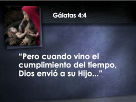 Gálatas 4:4
“Pero cuando vino el
cumplimiento del tiempo,
Dios envió a su Hijo...”